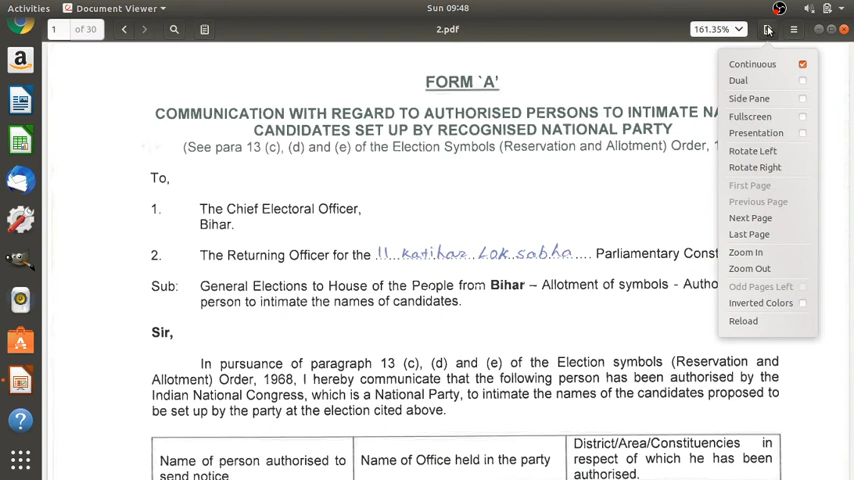 Activities
Document Viewer
Sun 09:48
1 of 30
2.pdf
161.35%
Continuous
Dual
Side Pane
Fullscreen
Presentation
Rotate Left
Rotate Right
First Page
Previous Page
Next Page
Last Page
Zoom In
Zoom Out
Odd Pages Left
Inverted Colors
Reload
FORM `A'
COMMUNICATION WITH REGARD TO AUTHORISED PERSONS TO INTIMATE
CANDIDATES SET UP BY RECOGNISED NATIONAL PARTY
(See para 13 (c), (d) and (e) of the Election Symbols (Reservation and Allotment) Order,
To,
1. The Chief Electoral Officer,
Bihar.
2. The Returning Officer for the 11 Katihar Lok sabha Parliamentary
Sub: General Elections to House of the People from Bihar – Allotment of symbols -
person to intimate the names of candidates.
Sir,
In pursuance of paragraph 13 (c), (d) and (e) of the Election symbols (Reservation and
Allotment) Order, 1968, I hereby communicate that the following person has been authorised by the
Indian National Congress, which is a National Party, to intimate the names of the candidates proposed to
be set up by the party at the election cited above.
Name of person authorised to
send notice
Name of Office held in the party
District/Area/Constituencies in
respect of which he has been
authorised.